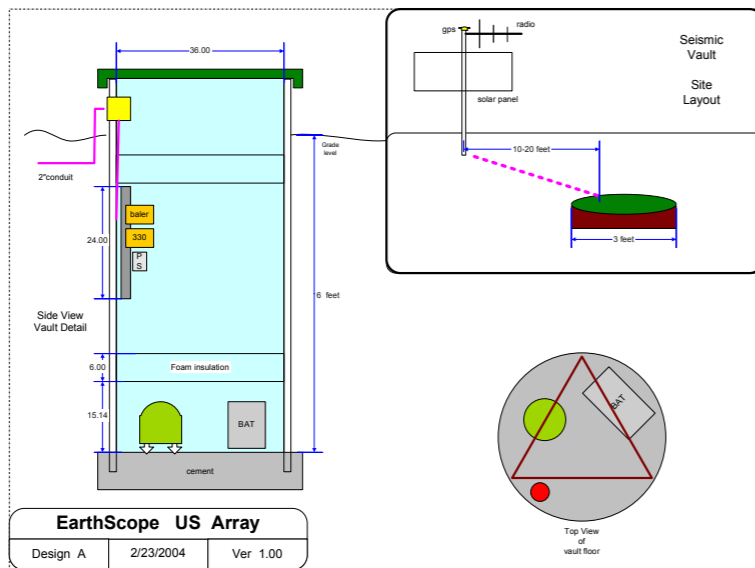 36.00
gps
radio
Seismic
Vault
Site
Layout
solar panel
10-20 feet
3 feet
Grade
level
2"conduit
baler
330
P
S
24.00
6 feet
Side View
Vault Detail
6.00
Foam insulation
15.14
BAT
cement
BAT
Top View
of
vault floor
EarthScope US Array
Design A
2/23/2004
Ver 1.00